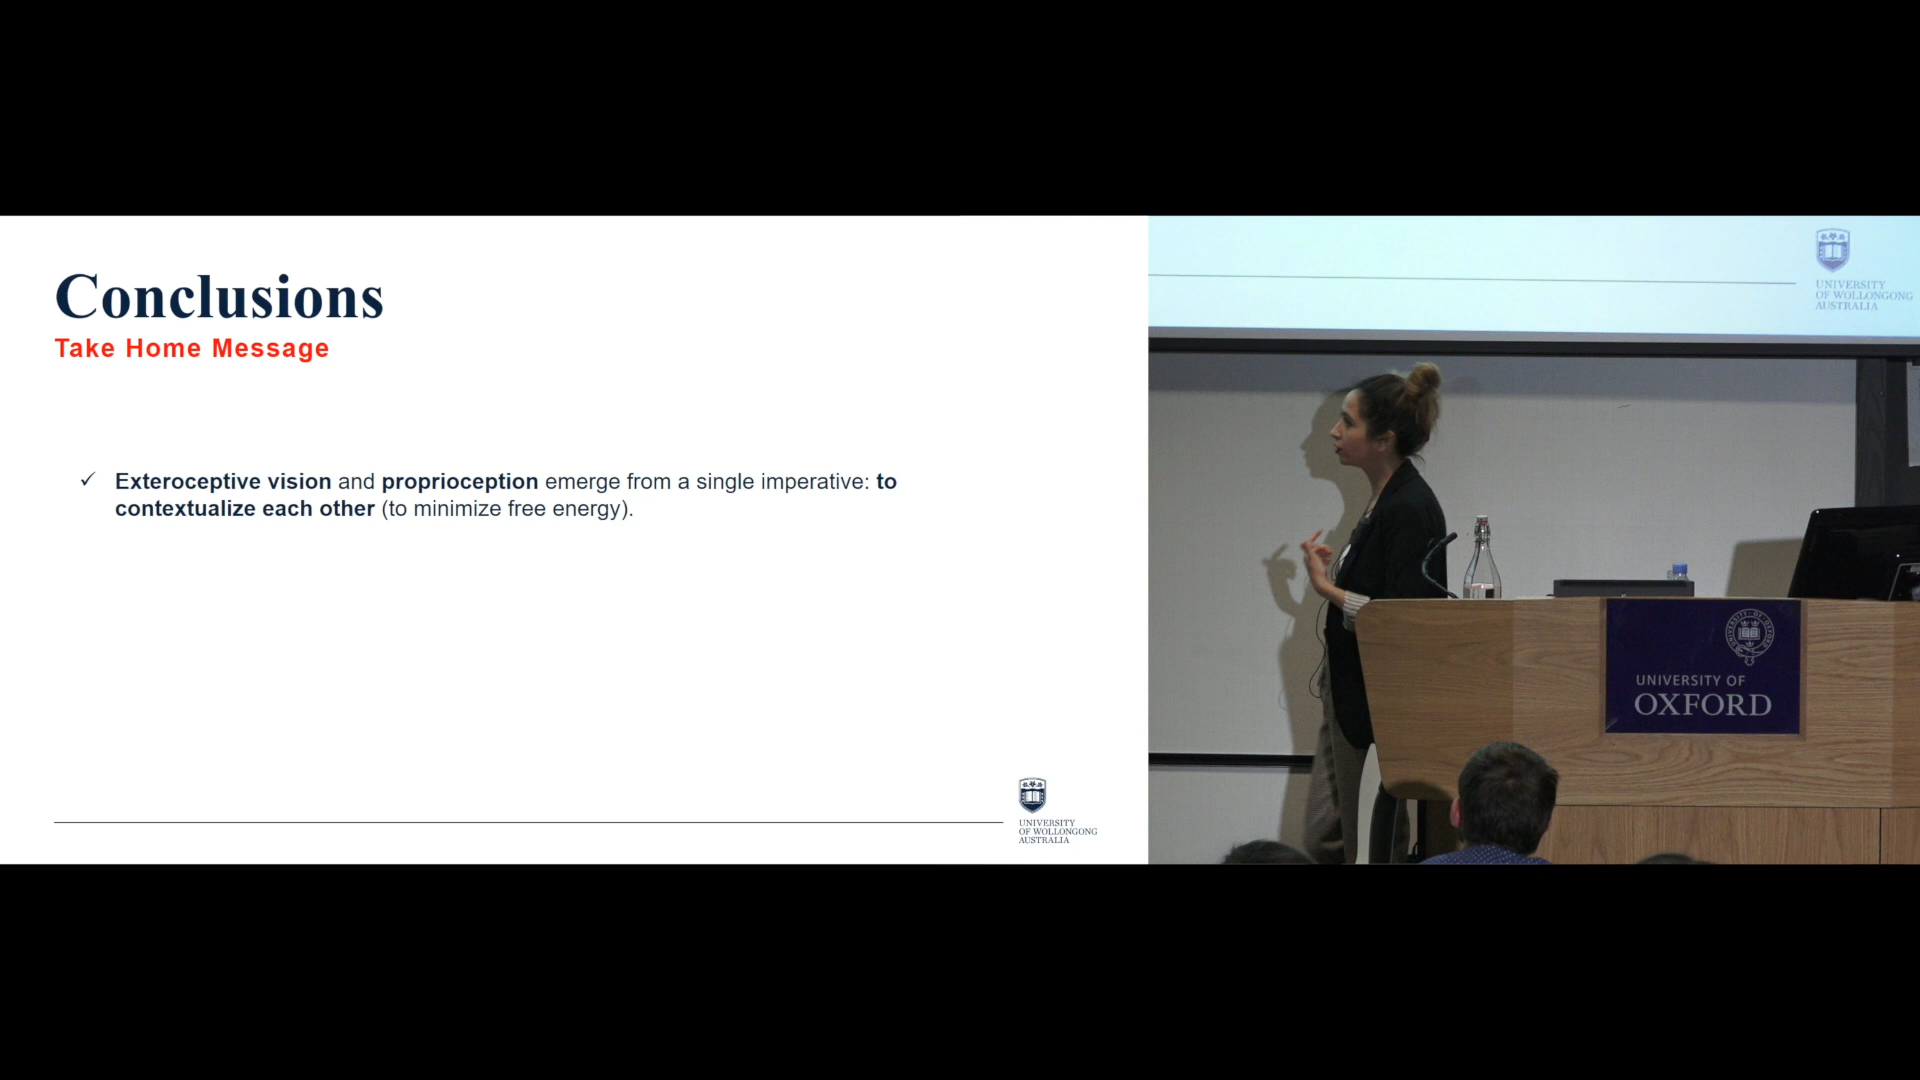 Conclusions
Take Home Message
✓ Exteroceptive vision and proprioception emerge from a single imperative: to
contextualize each other (to minimize free energy).
UNIVERSITY
OF WOLLONGONG
AUSTRALIA
UNIVERSITY
OF WOLLONGONG
AUSTRALIA
UNIVERSITY OF
OXFORD